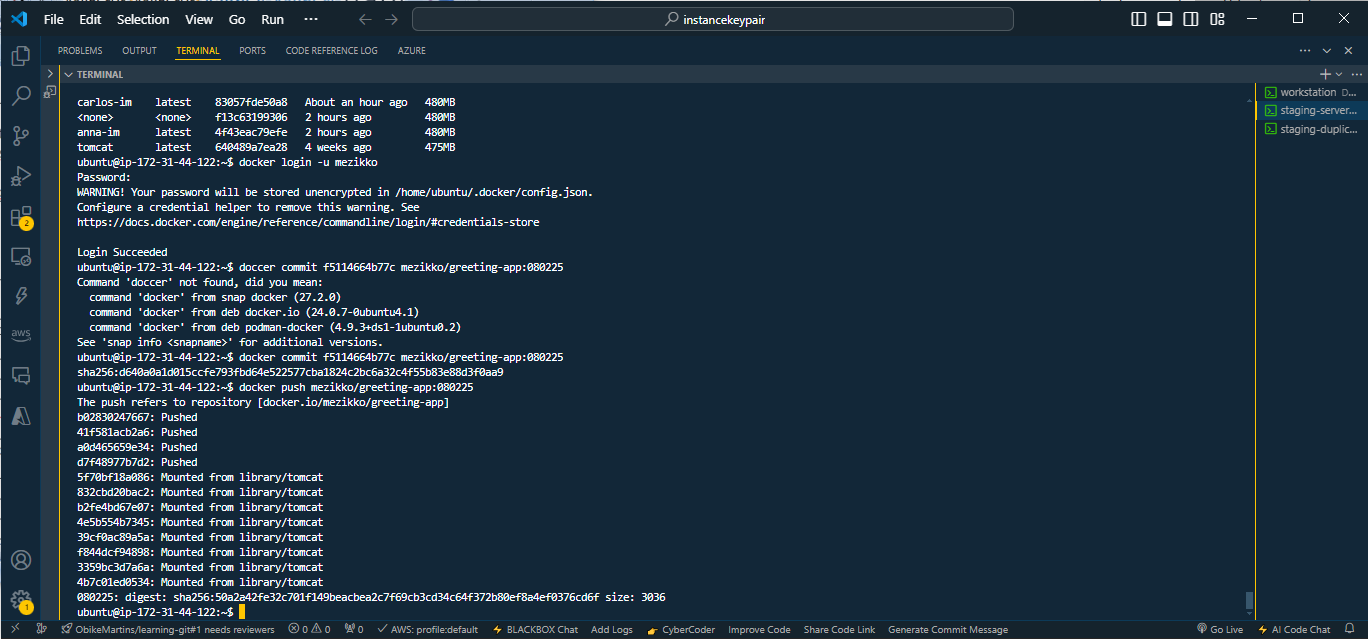 File Edit Selection View Go Run ··· instancekeypair
PROBLEMS OUTPUT TERMINAL PORTS CODE REFERENCE LOG AZURE
TERMINAL
carlos-im latest 83057fde50a8 About an hour ago 480MB
<none> <none> f13c63199306 2 hours ago 480MB
anna-im latest 4f43eac79efe 2 hours ago 480MB
tomcat latest 640489a7ea28 4 weeks ago 475MB
ubuntu@ip-172-31-44-122:~$ docker login -u mezikko
Password:
WARNING! Your password will be stored unencrypted in /home/ubuntu/.docker/config.json.
Configure a credential helper to remove this warning. See
https://docs.docker.com/engine/reference/commandline/login/#credentials-store
Login Succeeded
ubuntu@ip-172-31-44-122:~$ doccer commit f5114664b77c mezikko/greeting-app:080225
Command 'doccer' not found, did you mean:
command 'docker' from snap docker (27.2.0)
command 'docker' from deb docker.io (24.0.7-0ubuntu4.1)
command 'docker' from deb podman-docker (4.9.3+ds1-1ubuntu0.2)
See 'snap info <snapname>' for additional versions.
ubuntu@ip-172-31-44-122:~$ docker commit f5114664b77c mezikko/greeting-app:080225
sha256:d640a0a1d015ccfe793fbd64e522577cba1824c2bc6a32c4f55b83e88d3f0aa9
ubuntu@ip-172-31-44-122:~$ docker push mezikko/greeting-app:080225
The push refers to repository [docker.io/mezikko/greeting-app]
b02830247667: Pushed
41f581acb2a6: Pushed
a0d465659e34: Pushed
d7f48977b7d2: Pushed
5f70bf18a086: Mounted from library/tomcat
832cbd20bac2: Mounted from library/tomcat
b2fe4bd67e07: Mounted from library/tomcat
4e5b554b7345: Mounted from library/tomcat
39cf0ac89a5a: Mounted from library/tomcat
f844dcf94898: Mounted from library/tomcat
3359bc3d7a6a: Mounted from library/tomcat
4b7c01ed0534: Mounted from library/tomcat
080225: digest: sha256:50a2a42fe32c701f149beacbea2c7f69cb3cd34c64f372b80ef8a4ef0376cd6f size: 3036
ubuntu@ip-172-31-44-122:~$
workstation D...
staging-server...
staging-duplic...
2
aws
1
ObikeMartins/learning-git#1 needs reviewers 0 0 0 AWS: profile:default BLACKBOX Chat Add Logs CyberCoder Improve Code Share Code Link Generate Commit Message Go Live AWS Code Chat